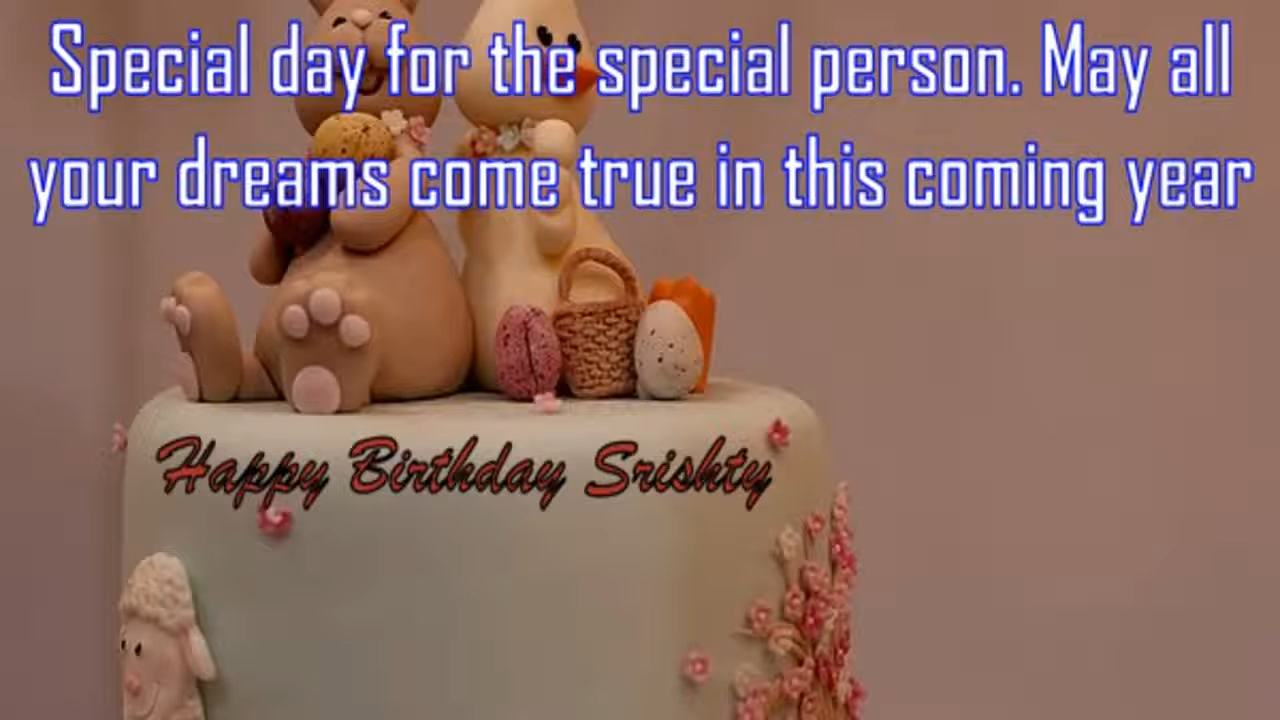 Special day for the special person. May all
your dreams come true in this coming year
Happy Birthday Srishty